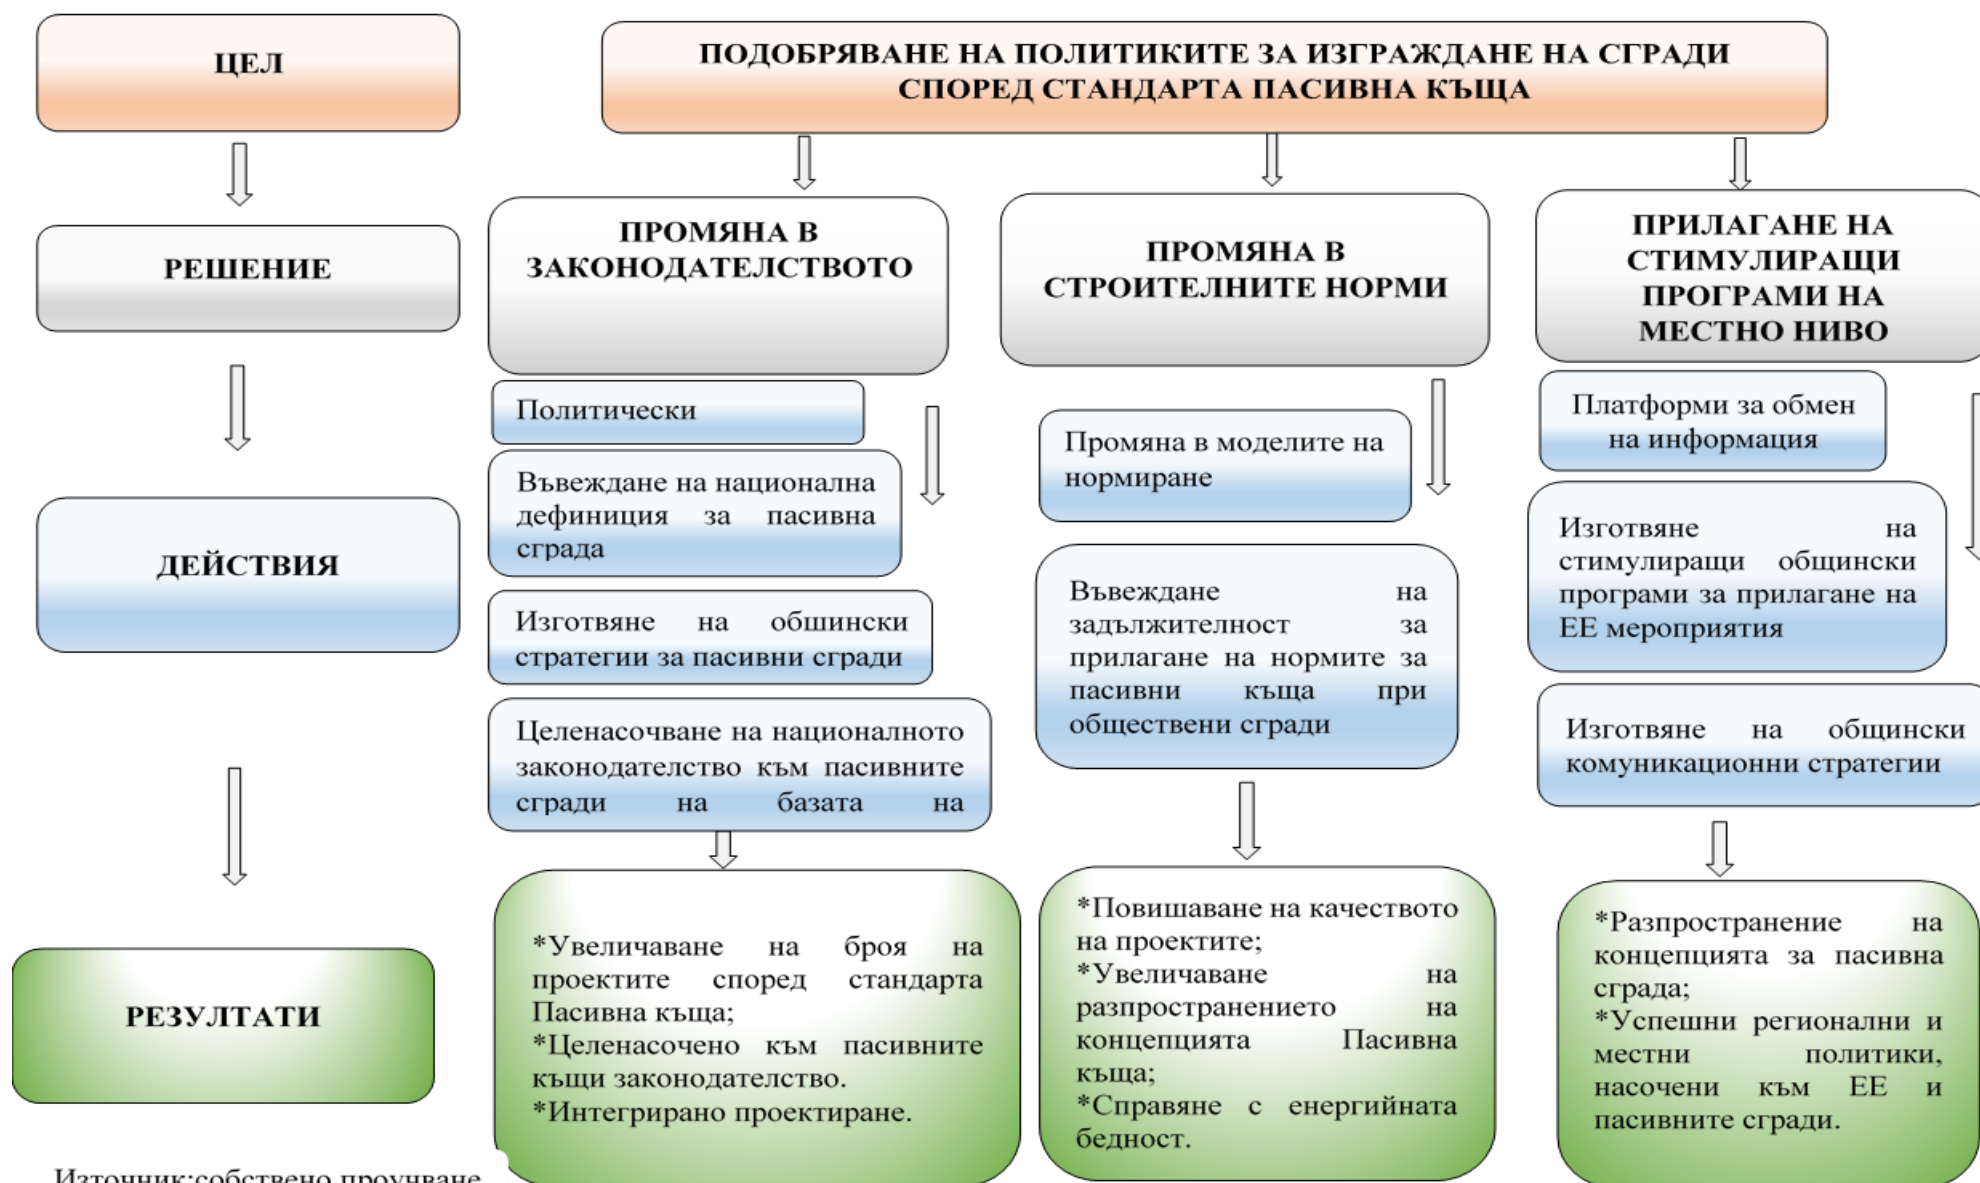 ЦЕЛ
ПОДОБРЯВАНЕ НА ПОЛИТИКИТЕ ЗА ИЗГРАЖДАНЕ НА СГРАДИ
СПОРЕД СТАНДАРТА ПАСИВНА КЪЩА
РЕШЕНИЕ
ПРОМЯНА В
ЗАКОНОДАТЕЛСТВОТО
ПРОМЯНА В
СТРОИТЕЛНИТЕ НОРМИ
ПРИЛАГАНЕ НА
СТИМУЛИРАЩИ
ПРОГРАМИ НА
МЕСТНО НИВО
ДЕЙСТВИЯ
Политически
Въвеждане на национална
дефиниция за пасивна
сграда
Изготвяне на обшински
стратегии за пасивни сгради
Целенасочване на националното
законодателство към пасивните
сгради на базата на
Промяна в моделите на
нормиране
Въвеждане на
задължителност за
прилагане на нормите за
пасивни къща при
обществени сгради
Платформи за обмен
на информация
Изготвяне на
стимулиращи общински
програми за прилагане на
ЕЕ мероприятия
Изготвяне на общински
комуникационни стратегии
РЕЗУЛТАТИ
*Увеличаване на броя на
проектите според стандарта
Пасивна къща;
*Целенасочено към пасивните
къщи законодателство.
*Интегрирано проектиране.
*Повишаване на качеството
на проектите;
*Увеличаване на
разпространението на
концепцията Пасивна
къща;
*Справяне с енергийната
бедност.
*Разпространение на
концепцията за пасивна
сграда;
*Успешни регионални и
местни политики,
насочени към ЕЕ и
пасивните сгради.
Източник:собствено проучване